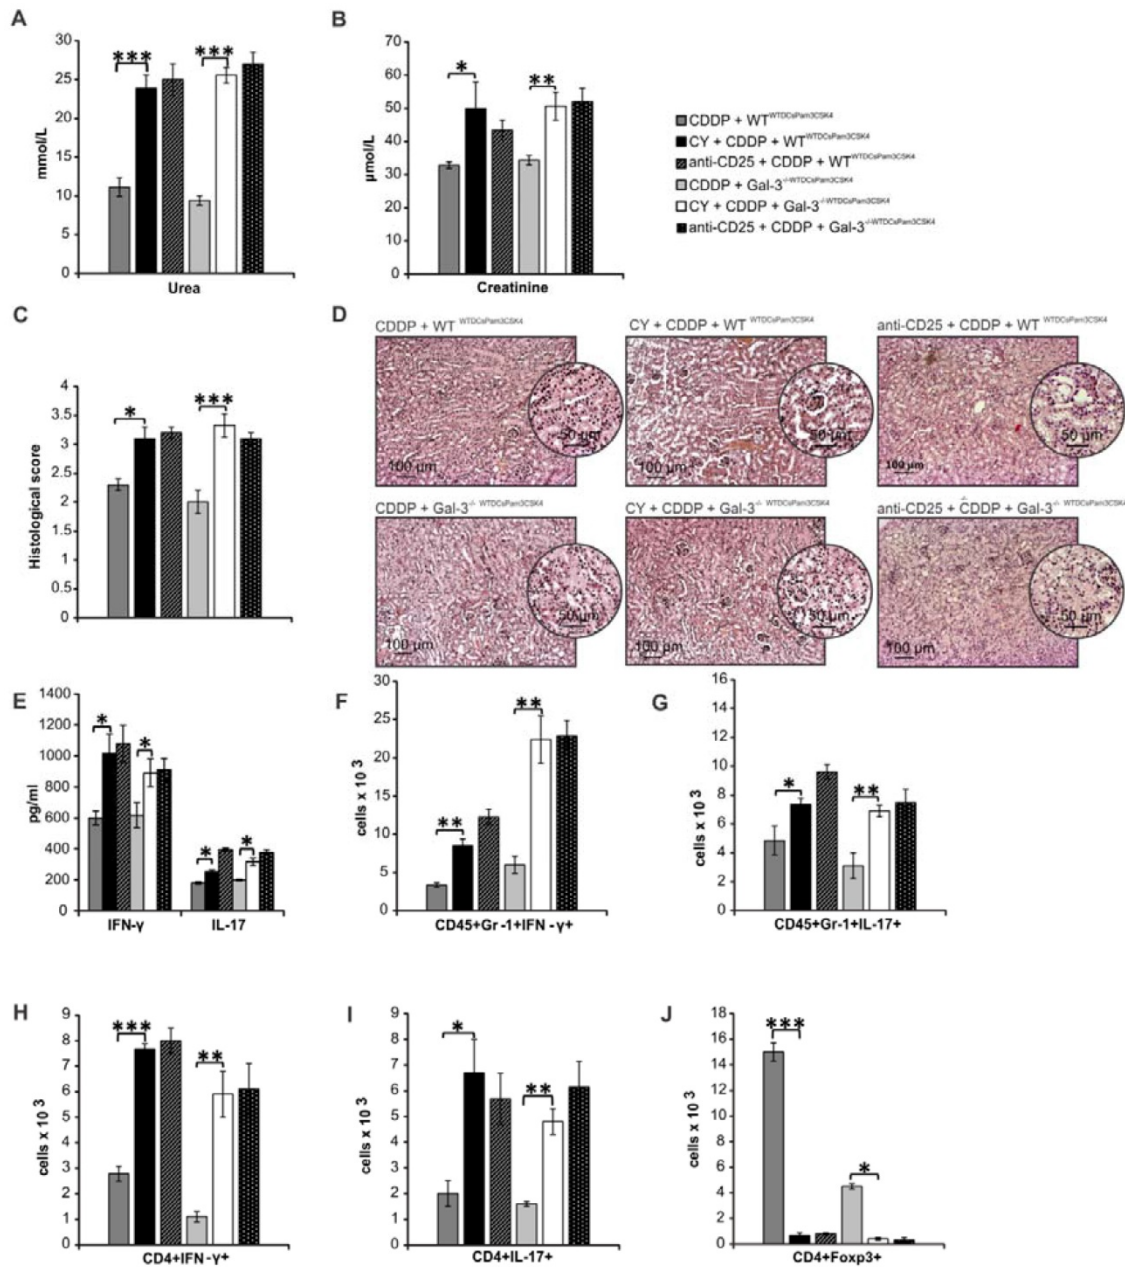 A
B
30
25
20
15
10
5
0
mmol/L
***
***
Urea
70
60
50
40
30
20
10
0
µmol/L
*
**
Creatinine
CDDP + WT^WTDCsPam3CSK4
CY + CDDP + WT^WTDCsPam3CSK4
anti-CD25 + CDDP + WT^WTDCsPam3CSK4
CDDP + Gal-3^-/-WTDCsPam3CSK4
CY + CDDP + Gal-3^-/-WTDCsPam3CSK4
anti-CD25 + CDDP + Gal-3^-/-WTDCsPam3CSK4
C
4
3.5
3
2.5
2
1.5
1
0.5
0
Histological score
*
***
D
CDDP + WT WTDCsPam3CSK4
CY + CDDP + WT WTDCsPam3CSK4
anti-CD25 + CDDP + WT WTDCsPam3CSK4
100 µm
50 µm
100 µm
50 µm
100 µm
50 µm
CDDP + Gal-3^-/- WTDCsPam3CSK4
CY + CDDP + Gal-3^-/- WTDCsPam3CSK4
anti-CD25 + CDDP + Gal-3^-/- WTDCsPam3CSK4
100 µm
50 µm
100 µm
50 µm
100 µm
50 µm
E
1400
1200
1000
800
600
400
200
0
pg/ml
*
*
*
*
IFN-γ
IL-17
F
30
25
20
15
10
5
0
cells x 10 3
**
**
CD45+Gr-1+IFN-γ+
G
16
14
12
10
8
6
4
2
0
cells x 10 3
*
**
CD45+Gr-1+IL-17+
H
9
8
7
6
5
4
3
2
1
0
cells x 10 3
***
**
CD4+IFN-γ+
I
9
8
7
6
5
4
3
2
1
0
cells x 10 3
*
**
CD4+IL-17+
J
18
16
14
12
10
8
6
4
2
0
cells x 10 3
***
*
CD4+Foxp3+